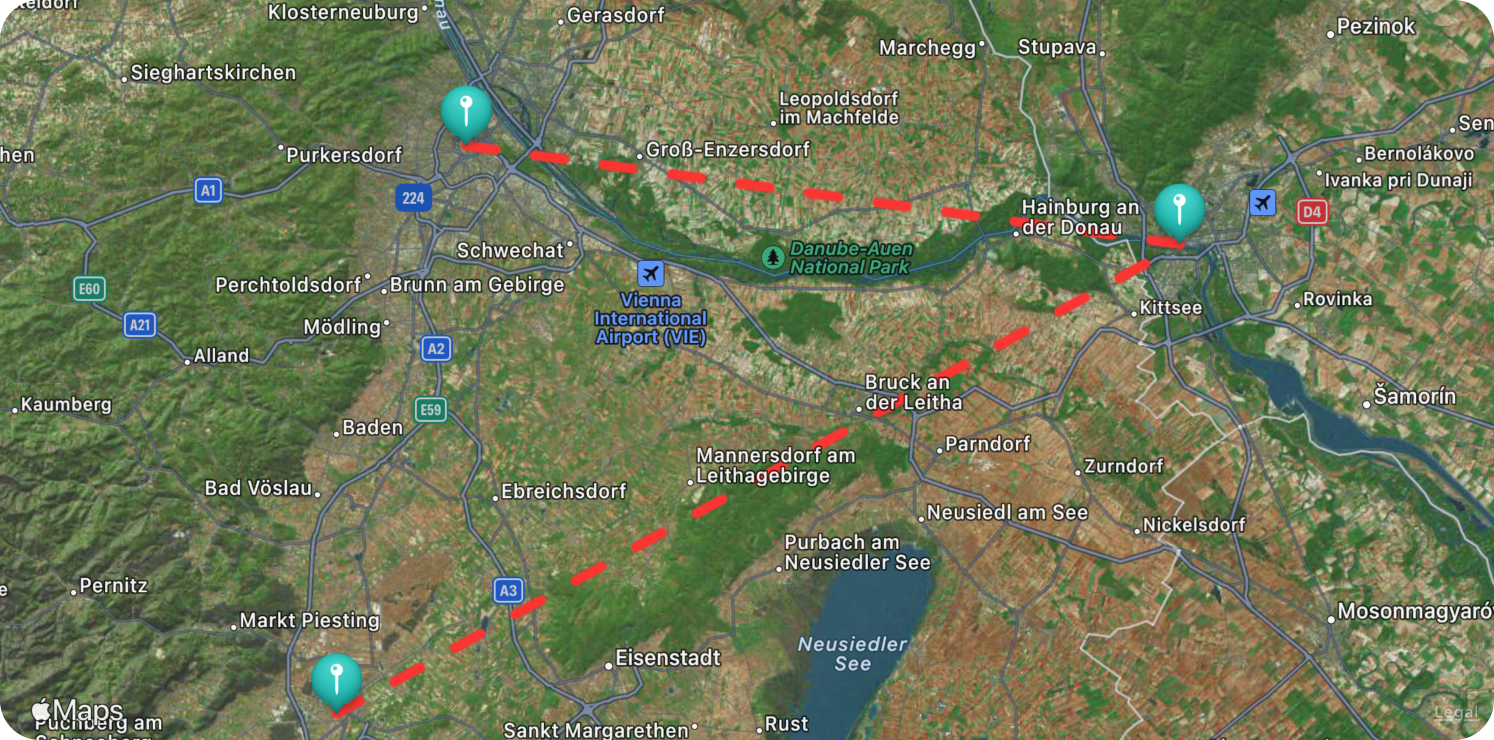 Klosterneuburg
Gerasdorf
Marchegg
Stupava
Pezinok
Sieghartskirchen
Leopoldsdorf
im Machfelde
Sen
hen
Purkersdorf
Groß-Enzersdorf
Bernolákovo
Ivanka pri Dunaji
A1
224
Hainburg an
der Donau
D4
Schwechat
Danube-Auen
National Park
E60
Perchtoldsdorf
Brunn am Gebirge
Vienna
International
Airport (VIE)
Kittsee
Rovinka
A21
Mödling
Alland
A2
Bruck an
der Leitha
Kaumberg
E59
Šamorín
Baden
Parndorf
Mannersdorf am
Leithagebirge
Zurndorf
Bad Vöslau
Ebreichsdorf
Neusiedl am See
Nickelsdorf
Purbach am
Neusiedler See
Pernitz
A3
Markt Piesting
Mosonmagyaróv
Neusiedler
See
Eisenstadt
Maps
Puchberg am
Schneeberg
Sankt Margarethen
Rust
Legal